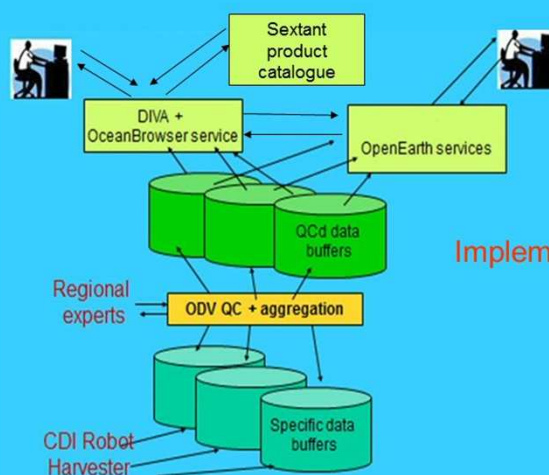 Sextant
product
catalogue
DIVA +
OceanBrowser service
OpenEarth services
QCd data
buffers
Implem
Regional
experts
ODV QC + aggregation
Specific data
buffers
CDI Robot
Harvester